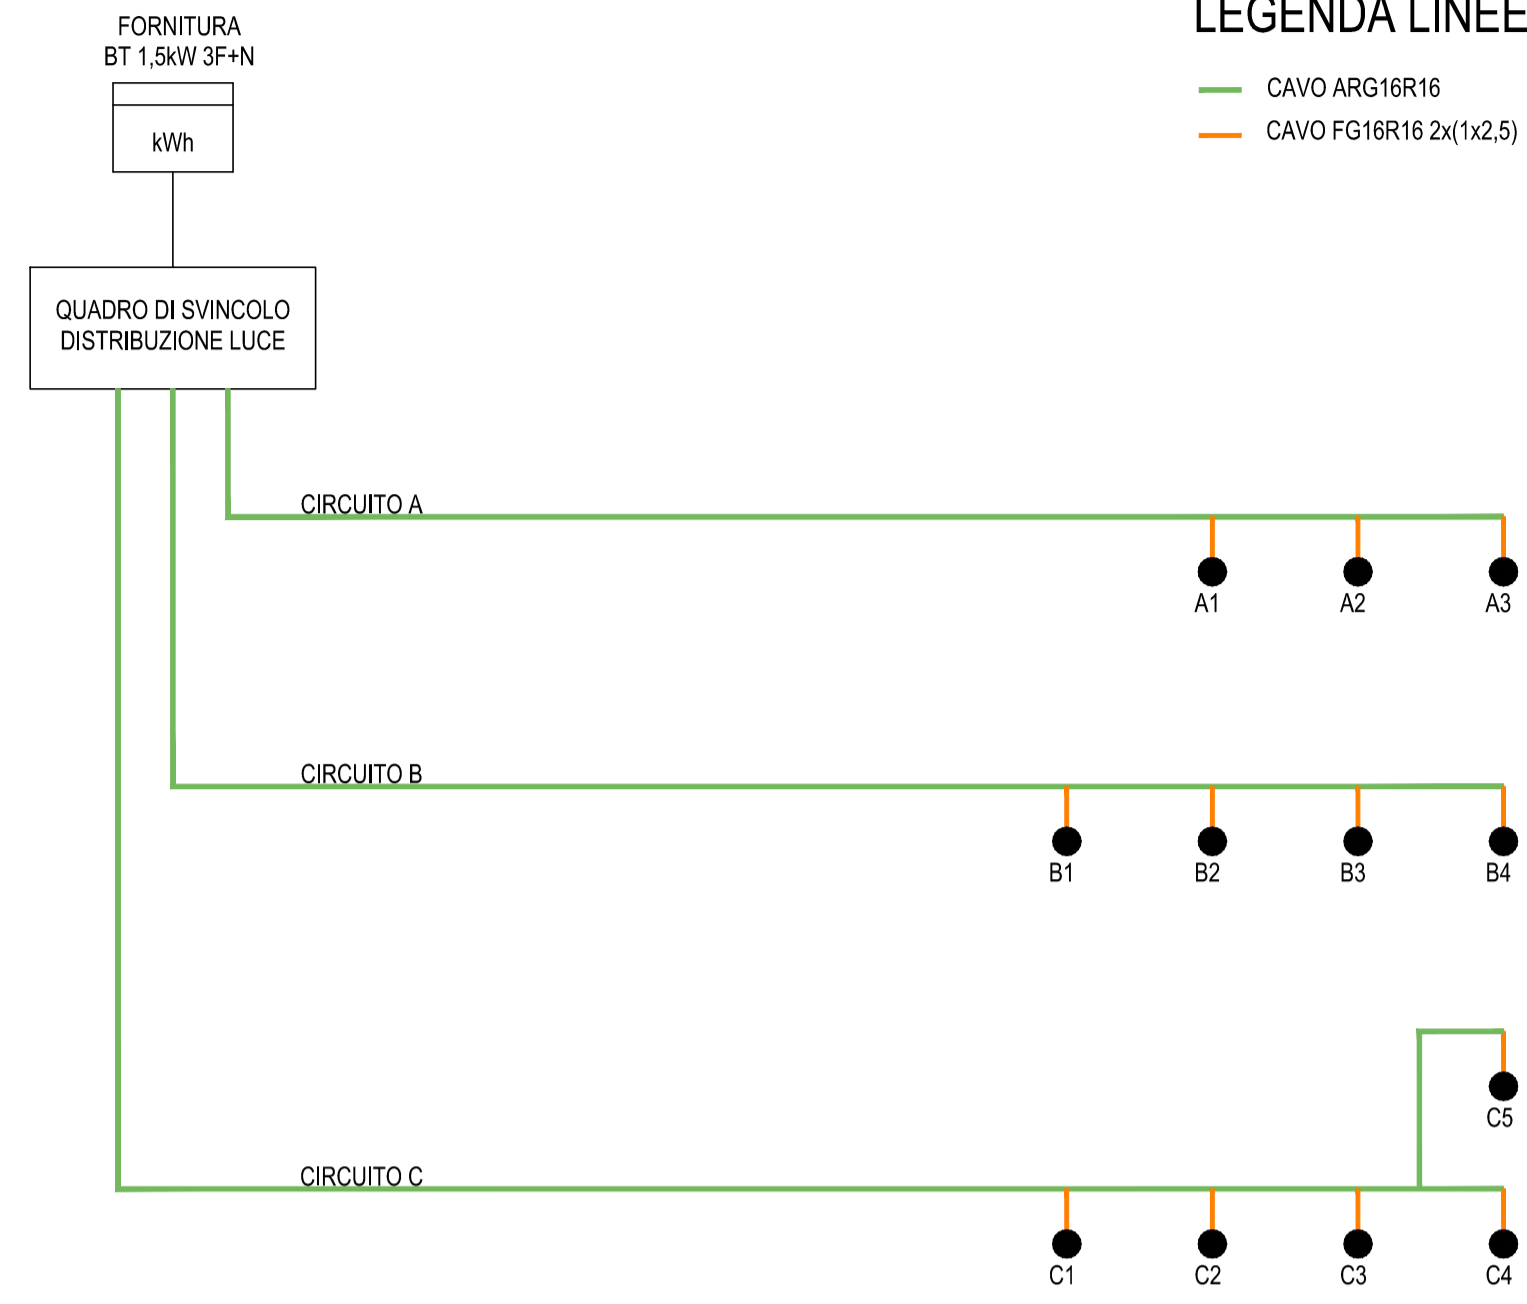 FORNITURA
BT 1,5kW 3F+N
kWh
QUADRO DI SVINCOLO
DISTRIBUZIONE LUCE
LEGENDA LINEE
CAVO ARG16R16
CAVO FG16R16 2x(1x2,5)
CIRCUITO A
A1
A2
A3
CIRCUITO B
B1
B2
B3
B4
C5
CIRCUITO C
C1
C2
C3
C4